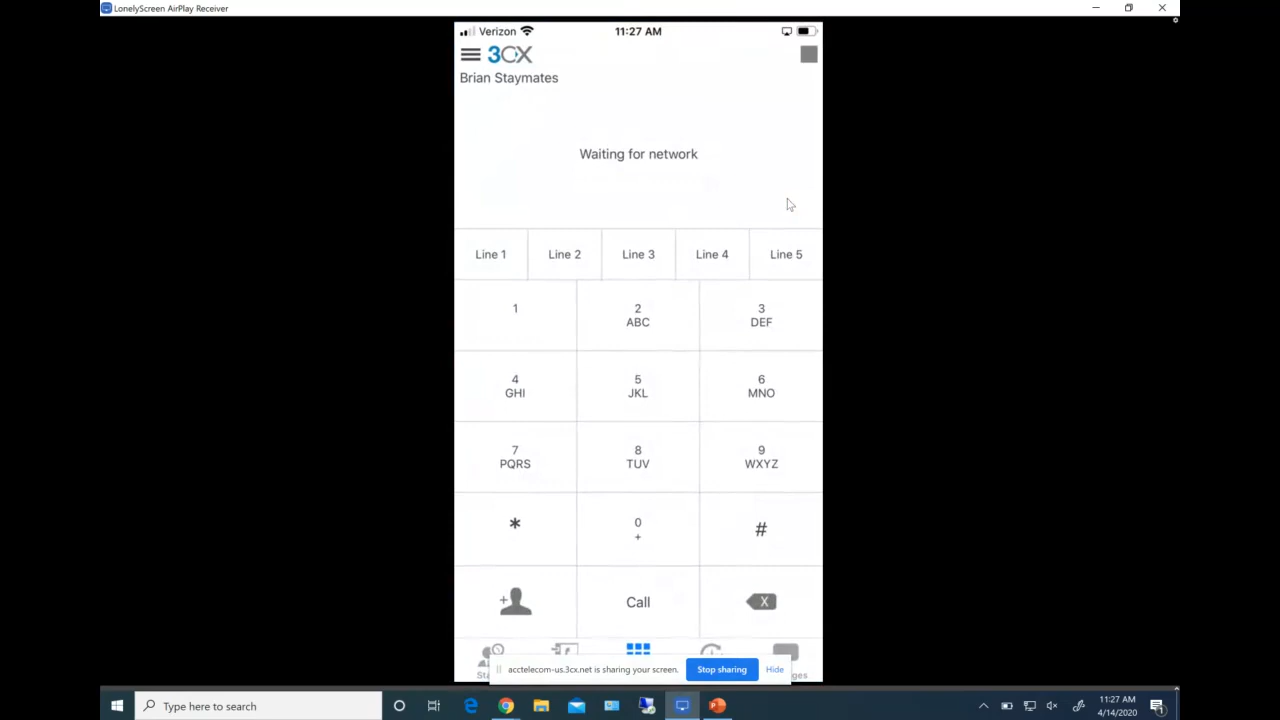 LonelyScreen AirPlay Receiver
Verizon
11:27 AM
3CX
Brian Staymates
Waiting for network
Line 1
Line 2
Line 3
Line 4
Line 5
1
2
ABC
3
DEF
4
GHI
5
JKL
6
MNO
7
PQRS
8
TUV
9
WXYZ
*
0
+
#
+
Call
X
acctelecom-us.3cx.net is sharing your screen.
Stop sharing
Hide
Type here to search
11:27 AM
4/14/2020
1